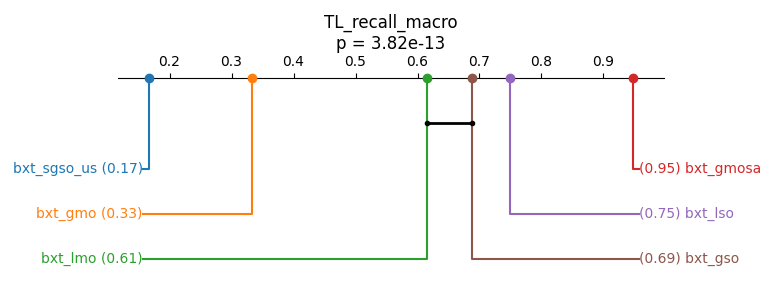 TL_recall_macro
p = 3.82e-13
0.2 0.3 0.4 0.5 0.6 0.7 0.8 0.9
bxt_sgso_us (0.17) (0.95) bxt_gmosa
bxt_gmo (0.33) (0.75) bxt_lso
bxt_lmo (0.61) (0.69) bxt_gso